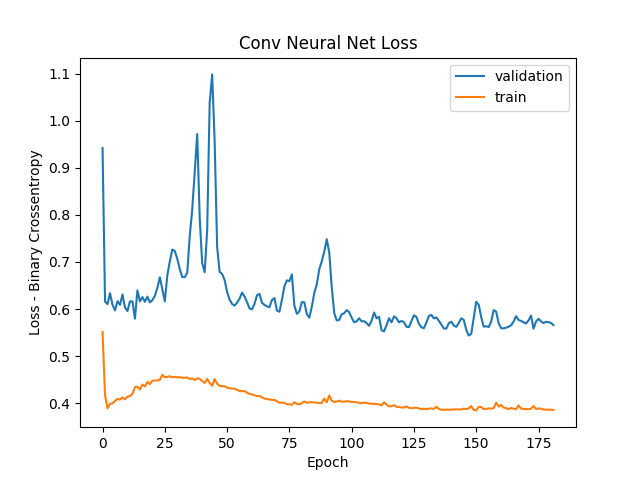 Conv Neural Net Loss
validation
train
1.1
1.0
0.9
0.8
0.7
0.6
0.5
0.4
Loss - Binary Crossentropy
0 25 50 75 100 125 150 175
Epoch